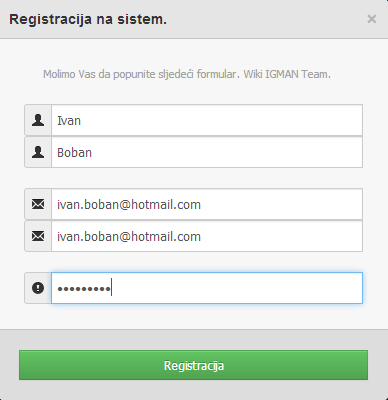 Registracija na sistem.
×
Molimo Vas da popunite sljedeći formular. Wiki IGMAN Team.
Ivan
Boban
ivan.boban@hotmail.com
ivan.boban@hotmail.com
•••••••••
Registracija